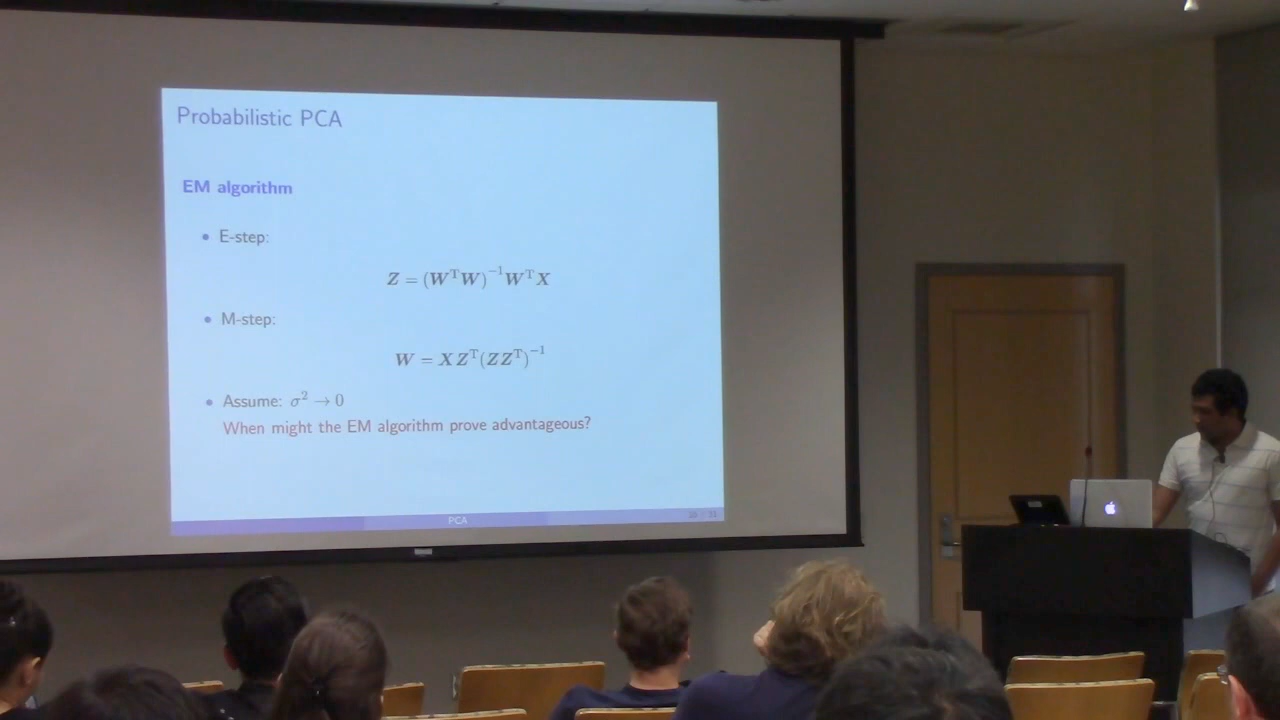 Probabilistic PCA
EM algorithm
• E-step:
Z = (WᵀW)⁻¹WᵀX
• M-step:
W = XZᵀ(ZZᵀ)⁻¹
• Assume: σ² → 0
When might the EM algorithm prove advantageous?
PCA